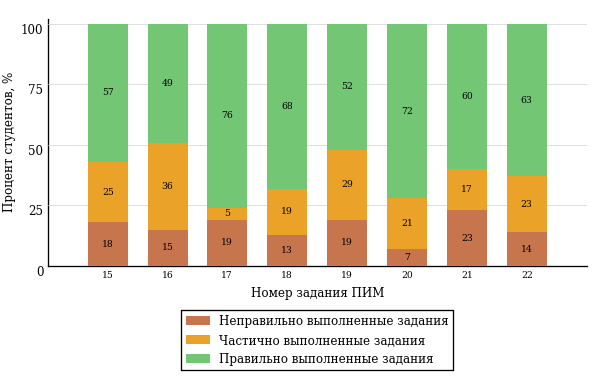 100
75
50
25
0
Процент студентов, %
57 49 76 68 52 72 60 63
25 36 5 19 29 21 17 23
18 15 19 13 19 7 23 14
15 16 17 18 19 20 21 22
Номер задания ПИМ
Неправильно выполненные задания
Частично выполненные задания
Правильно выполненные задания